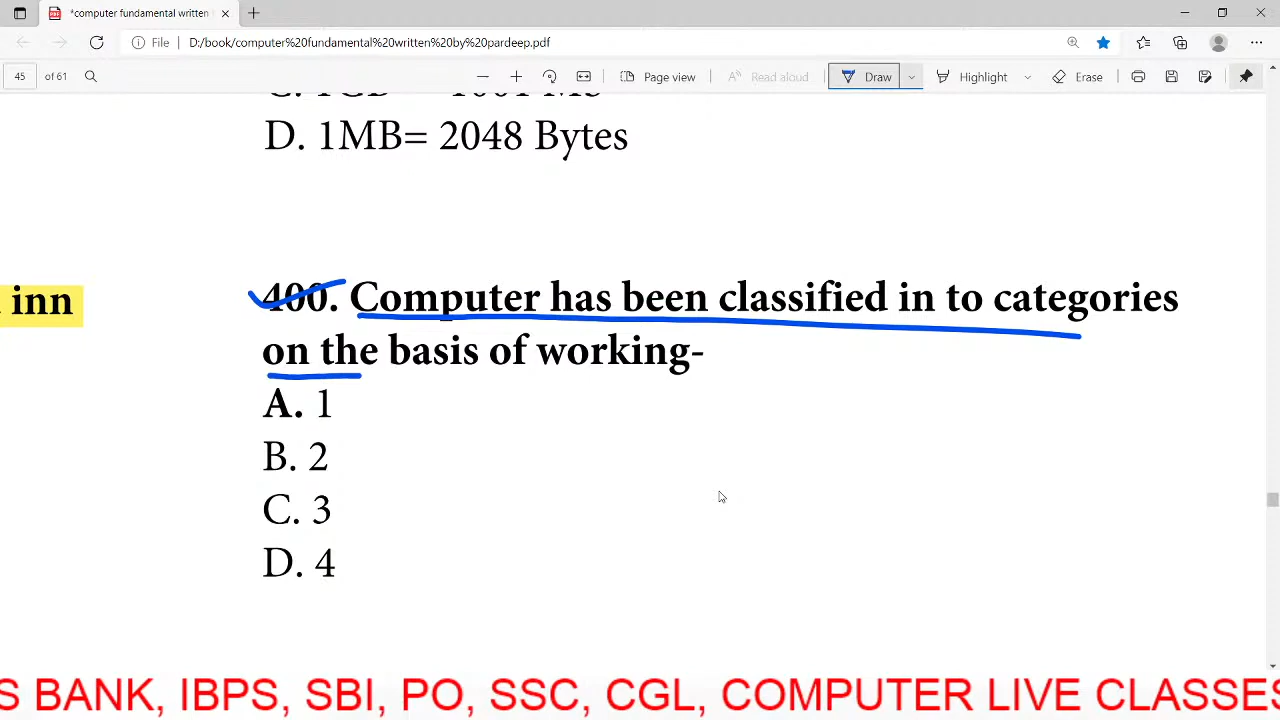 *computer fundamental written
File D:/book/computer%20fundamental%20written%20by%20pardeep.pdf
45 of 61 Page view Read aloud Draw Highlight Erase
D. 1MB= 2048 Bytes
inn
400. Computer has been classified in to categories
on the basis of working-
A. 1
B. 2
C. 3
D. 4
S BANK, IBPS, SBI, PO, SSC, CGL, COMPUTER LIVE CLASSES